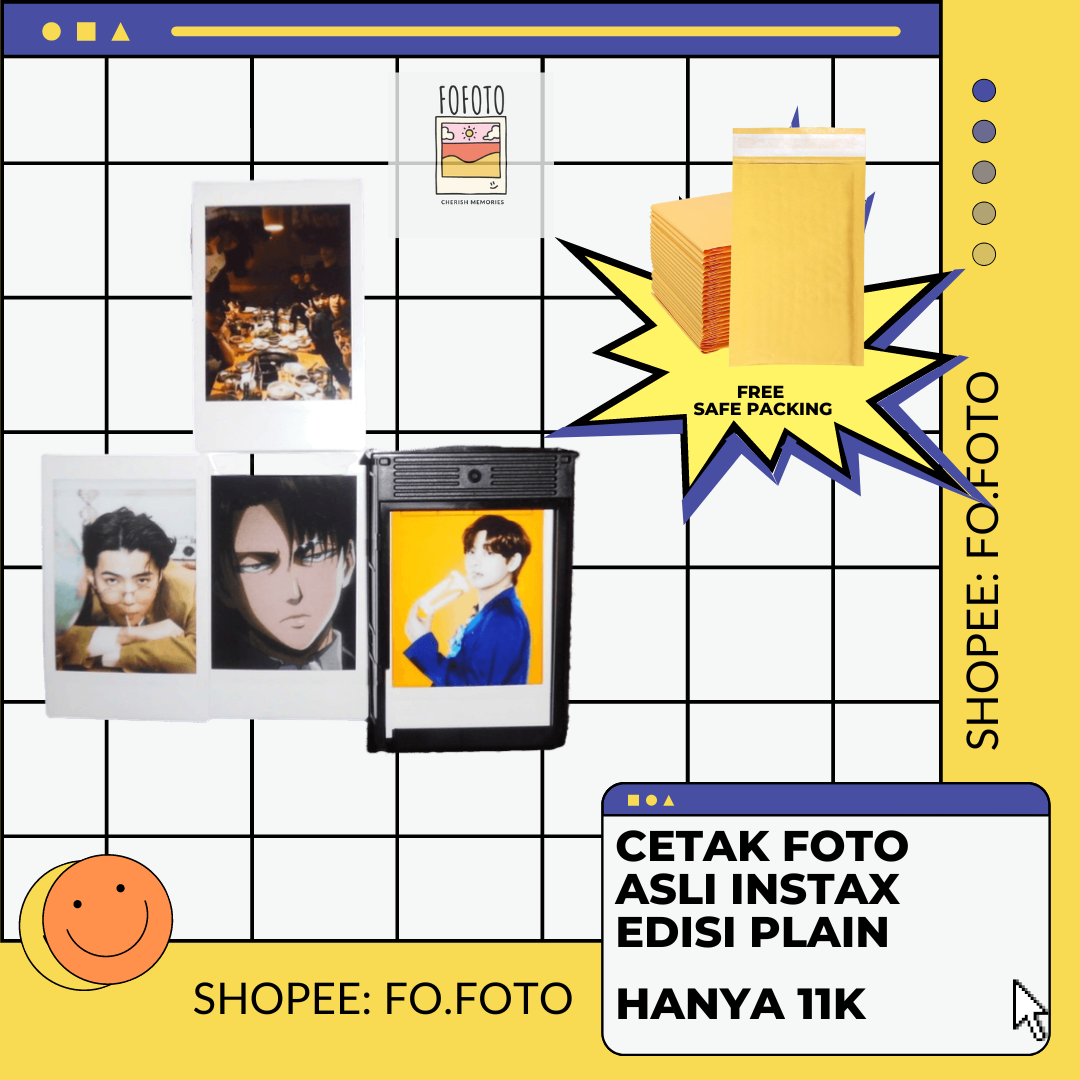 FOFOTO
CHERISH MEMORIES
FREE
SAFE PACKING
SHOPEE: FO.FOTO
CETAK FOTO
ASLI INSTAX
EDISI PLAIN
HANYA 11K
SHOPEE: FO.FOTO